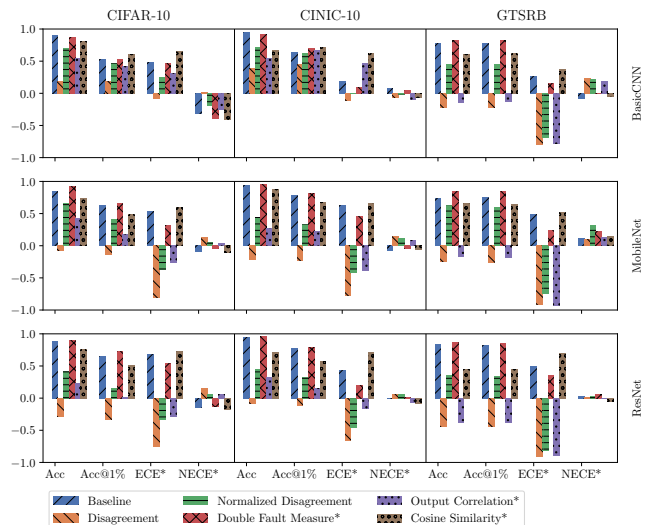 CIFAR-10 CINIC-10 GTSRB
1.0
0.5
0.0
−0.5
−1.0
BasicCNN
1.0
0.5
0.0
−0.5
−1.0
MobileNet
1.0
0.5
0.0
−0.5
−1.0
ResNet
Acc Acc@1% ECE* NECE* Acc Acc@1% ECE* NECE* Acc Acc@1% ECE* NECE*
Baseline Normalized Disagreement Output Correlation*
Disagreement Double Fault Measure* Cosine Similarity*